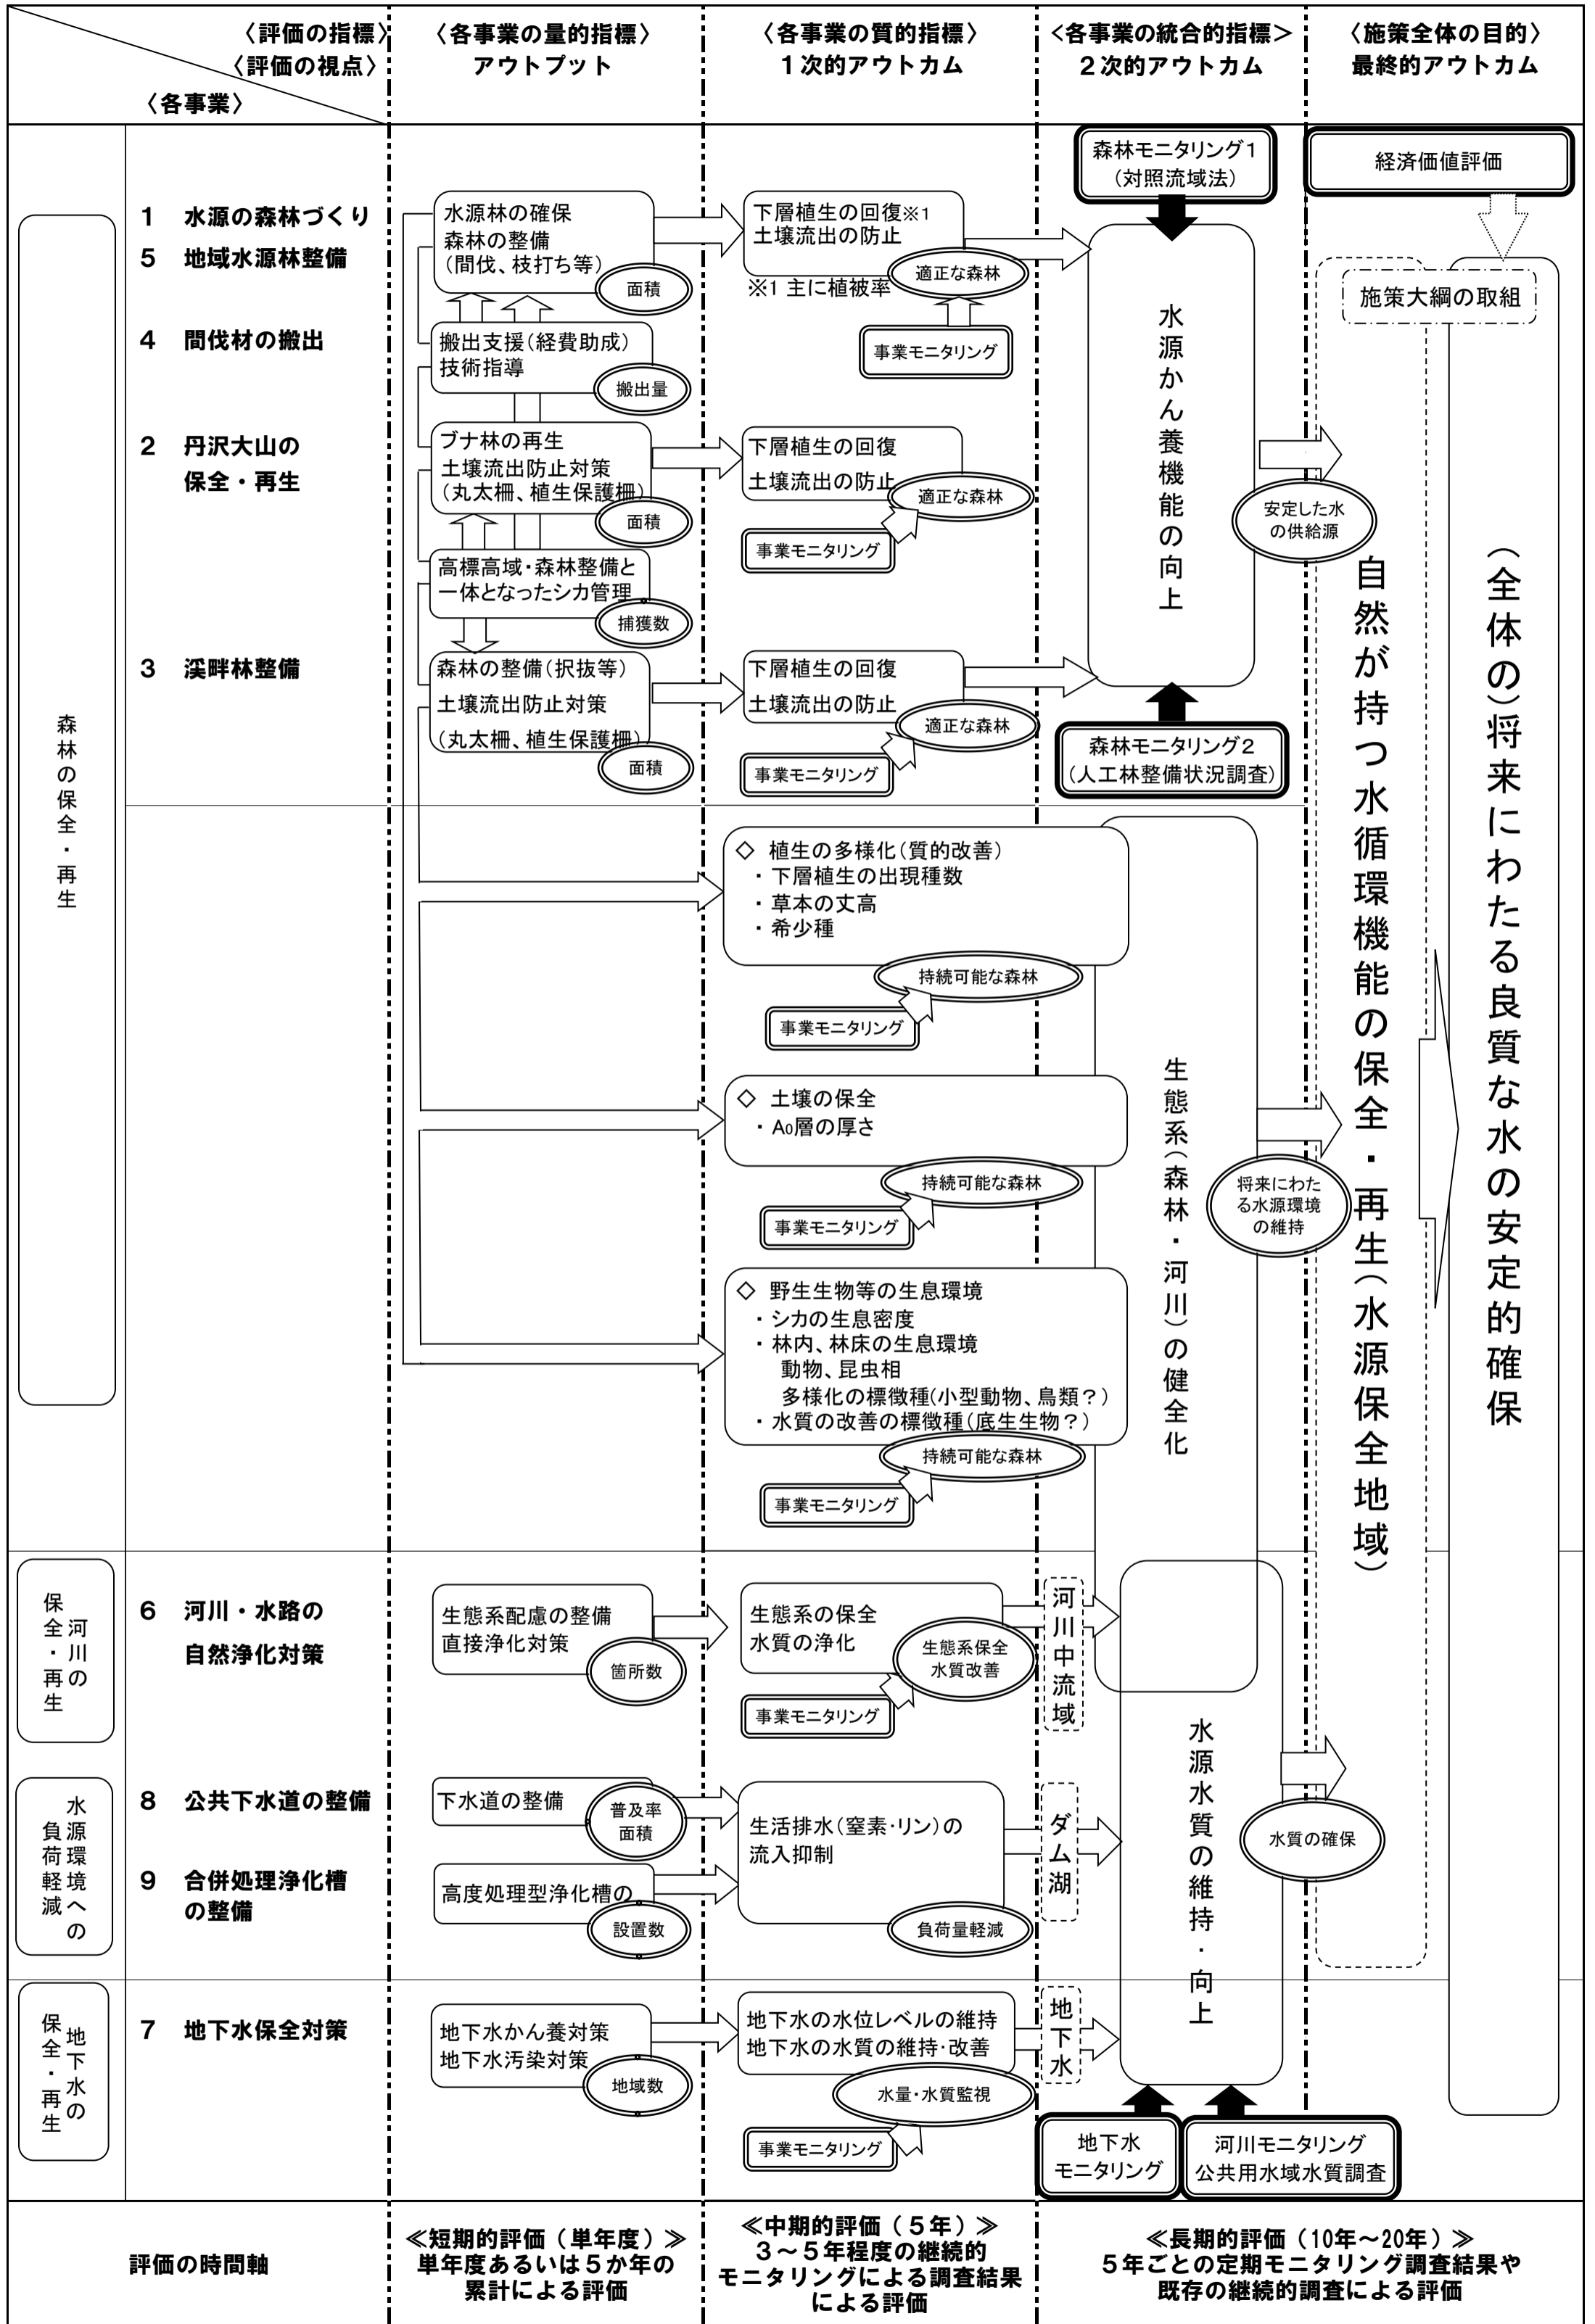 〈評価の指標〉
〈評価の視点〉
〈各事業〉
〈各事業の量的指標〉
アウトプット
〈各事業の質的指標〉
１次的アウトカム
＜各事業の統合的指標＞
２次的アウトカム
〈施策全体の目的〉
最終的アウトカム
森林の保全・再生
1 水源の森林づくり
5 地域水源林整備
4 間伐材の搬出
2 丹沢大山の
保全・再生
3 渓畔林整備
水源林の確保
森林の整備
（間伐、枝打ち等）
面積
搬出支援（経費助成）
技術指導
搬出量
ブナ林の再生
土壌流出防止対策
（丸太柵、植生保護柵）
面積
高標高域・森林整備と
一体となったシカ管理
捕獲数
森林の整備（択抜等）
土壌流出防止対策
（丸太柵、植生保護柵）
面積
下層植生の回復※１
土壌流出の防止
適正な森林
※１ 主に植被率
事業モニタリング
下層植生の回復
土壌流出の防止
適正な森林
事業モニタリング
下層植生の回復
土壌流出の防止
適正な森林
事業モニタリング
◇ 植生の多様化（質的改善）
・下層植生の出現種数
・草本の丈高
・希少種
持続可能な森林
事業モニタリング
◇ 土壌の保全
・A0層の厚さ
持続可能な森林
事業モニタリング
◇ 野生生物等の生息環境
・シカの生息密度
・林内、林床の生息環境
動物、昆虫相
多様化の標徴種（小型動物、鳥類？）
・水質の改善の標徴種（底生生物？）
持続可能な森林
事業モニタリング
森林モニタリング１
（対照流域法）
水源かん養機能の向上
安定した水
の供給源
森林モニタリング２
（人工林整備状況調査）
生態系（森林・河川）の健全化
将来にわた
る水源環境
の維持
経済価値評価
施策大綱の取組
自然が持つ水循環機能の保全・再生（水源保全地域）
（全体の）将来にわたる良質な水の安定的確保
河川の
保全・再生
6 河川・水路の
自然浄化対策
生態系配慮の整備
直接浄化対策
箇所数
生態系の保全
水質の浄化
生態系保全
水質改善
事業モニタリング
河川中流域
水源水質の維持・向上
水質の確保
水源環境への
負荷軽減
8 公共下水道の整備
9 合併処理浄化槽
の整備
下水道の整備
普及率
面積
高度処理型浄化槽の
設置数
生活排水（窒素・リン）の
流入抑制
負荷量軽減
ダム湖
地下水の
保全・再生
7 地下水保全対策
地下水かん養対策
地下水汚染対策
地域数
地下水の水位レベルの維持
地下水の水質の維持・改善
水量・水質監視
事業モニタリング
地下水
地下水
モニタリング
河川モニタリング
公共用水域水質調査
評価の時間軸
≪短期的評価（単年度）≫
単年度あるいは５か年の
累計による評価
≪中期的評価（５年）≫
３～５年程度の継続的
モニタリングによる調査結果
による評価
≪長期的評価（10年～20年）≫
５年ごとの定期モニタリング調査結果や
既存の継続的調査による評価